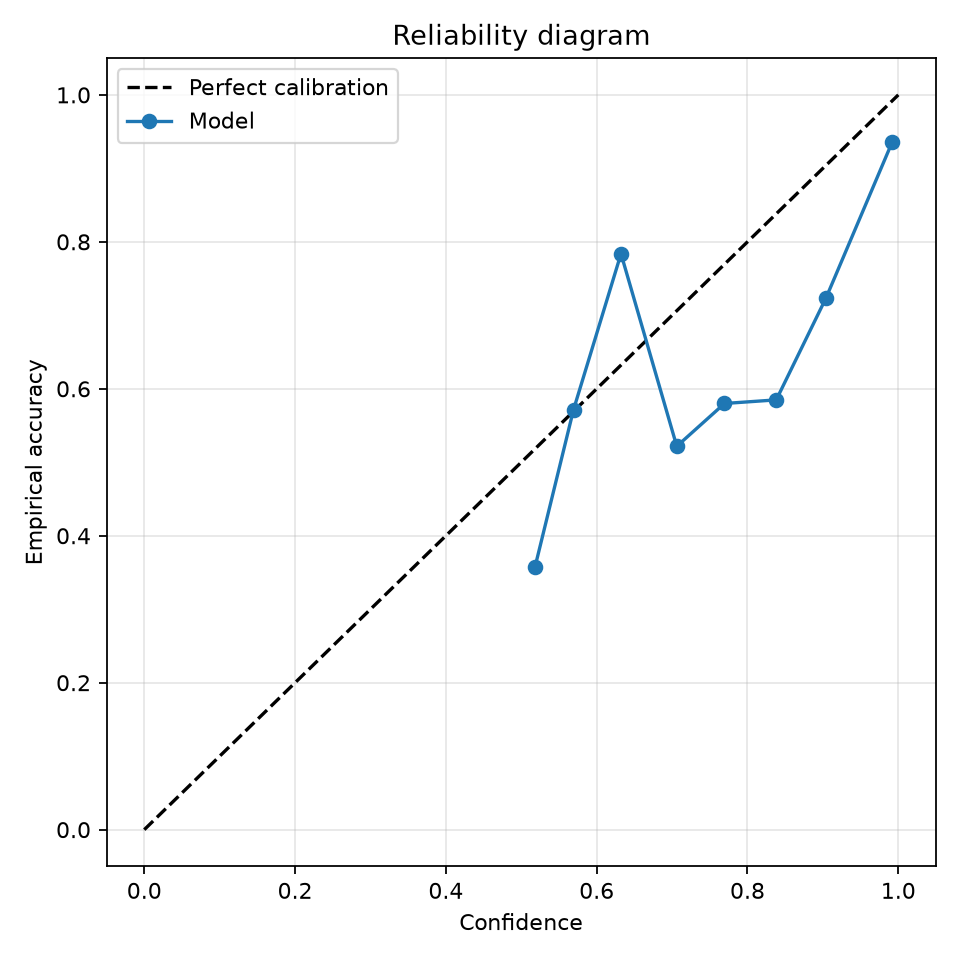 Reliability diagram
Perfect calibration
Model
Empirical accuracy
1.0
0.8
0.6
0.4
0.2
0.0
0.0 0.2 0.4 0.6 0.8 1.0
Confidence